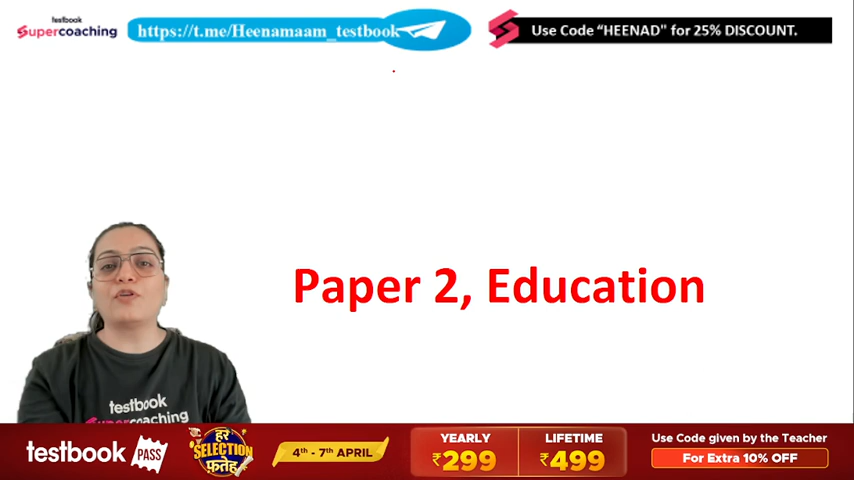 testbook
Supercoaching
https://t.me/Heenamaam_testbook
Use Code “HEENAD" for 25% DISCOUNT.
Paper 2, Education
testbook
Supercoaching
testbook PASS
हर
SELECTION
फतेह
4th - 7th APRIL
YEARLY
₹299
LIFETIME
₹499
Use Code given by the Teacher
For Extra 10% OFF